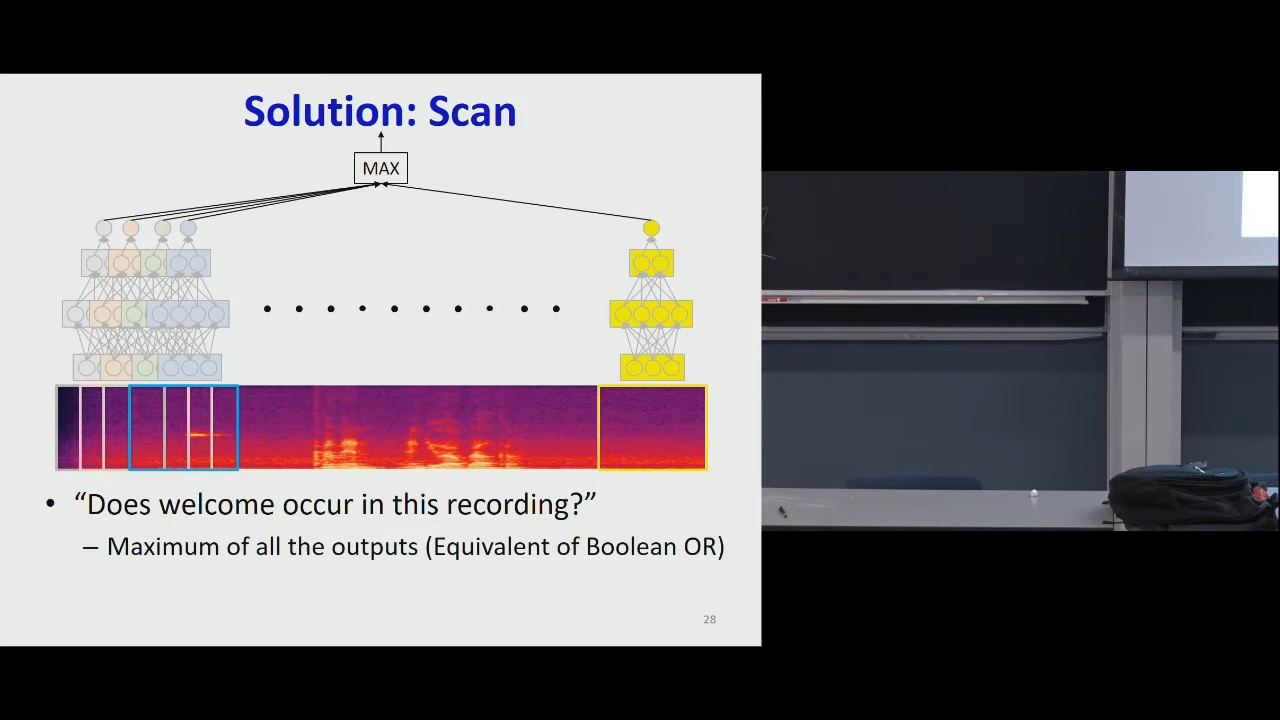 Solution: Scan
MAX
• “Does welcome occur in this recording?”
– Maximum of all the outputs (Equivalent of Boolean OR)
28